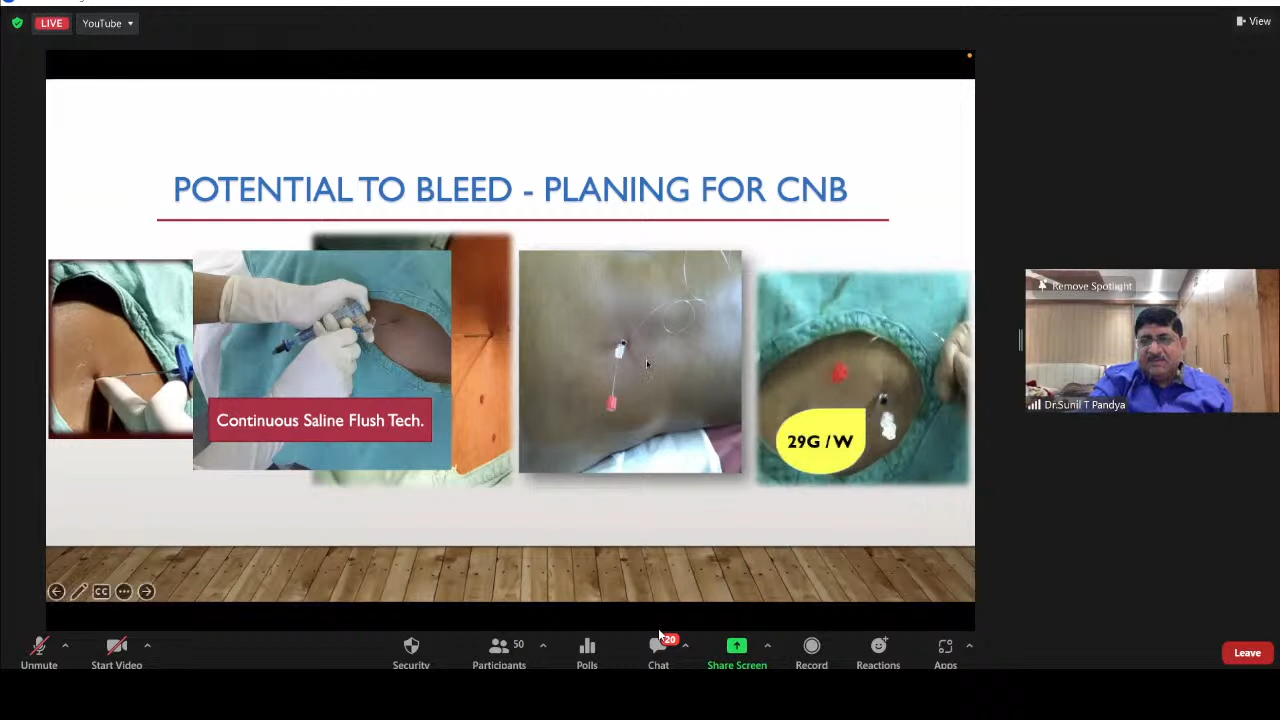 LIVE
YouTube
View
POTENTIAL TO BLEED - PLANING FOR CNB
Continuous Saline Flush Tech.
29G / W
Remove Spotlight
Dr.Sunil T Pandya
CC
Unmute
Start Video
Security
50
Participants
Polls
20
Chat
Share Screen
Record
Reactions
Apps
Leave